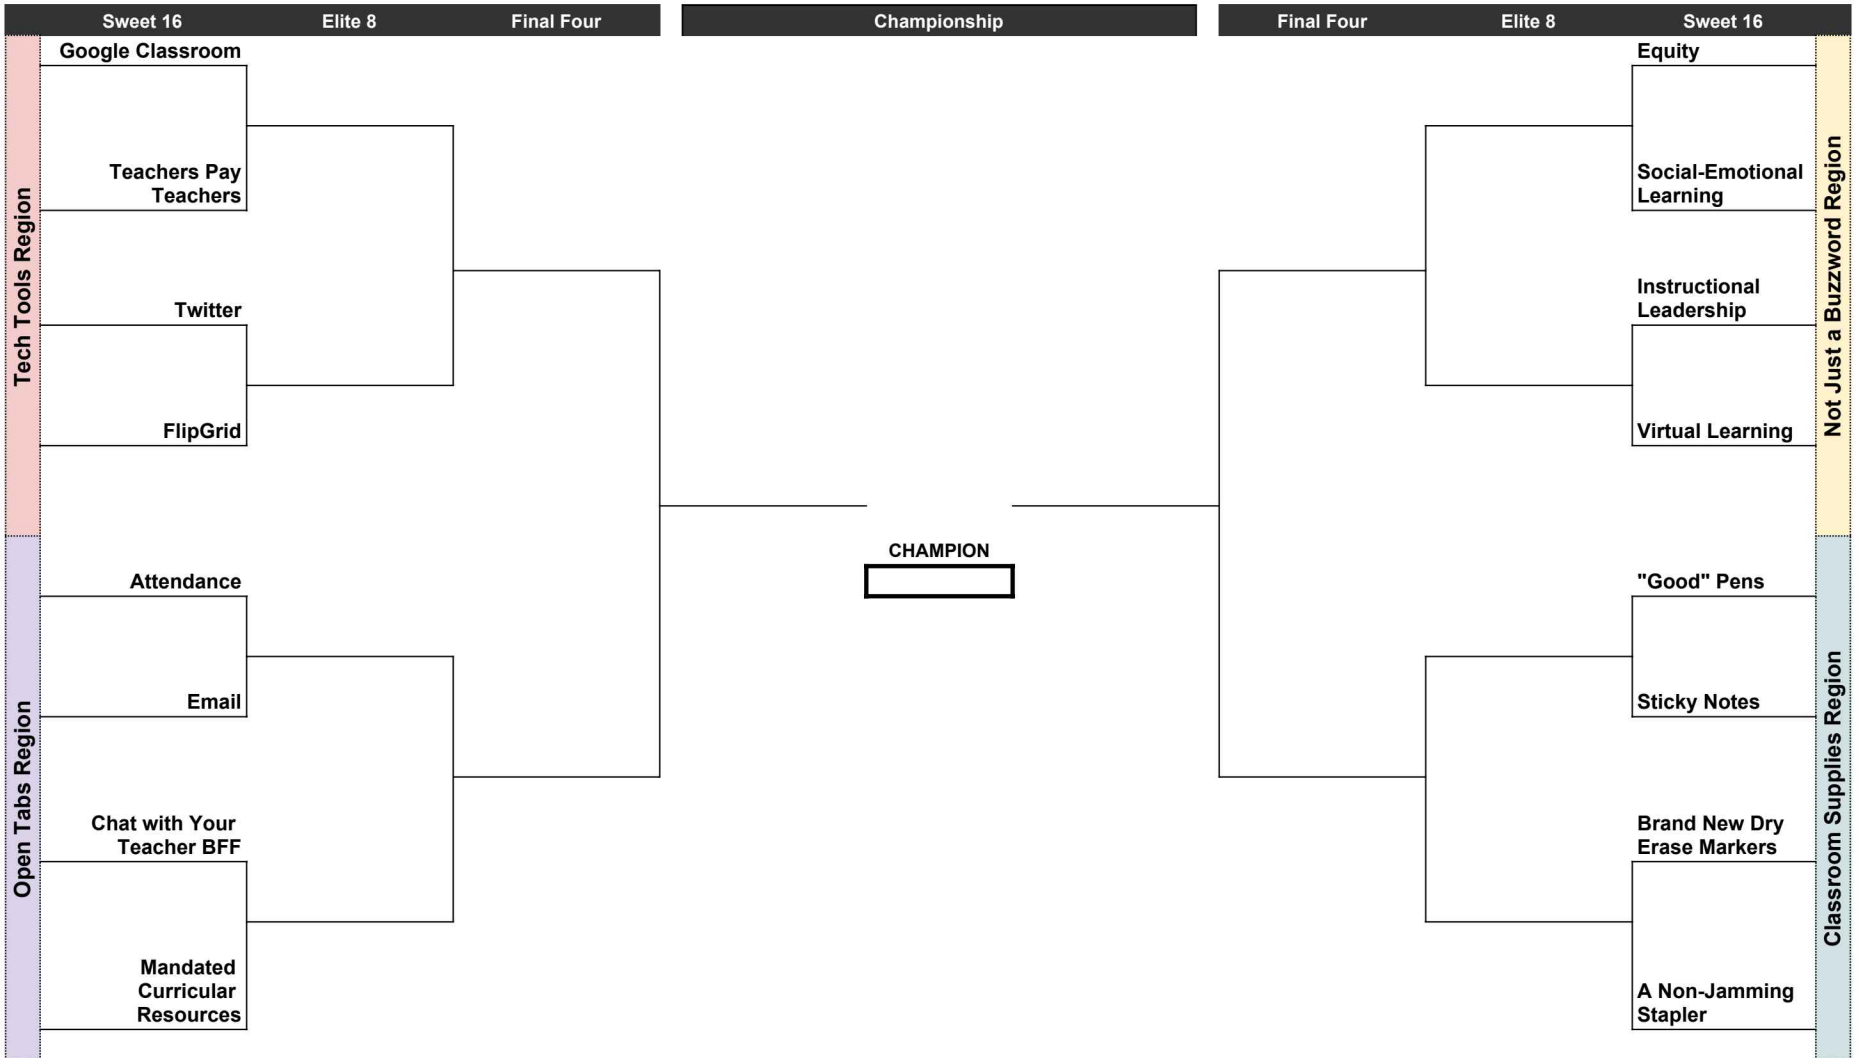 Sweet 16 Elite 8 Final Four Championship Final Four Elite 8 Sweet 16
Tech Tools Region
Google Classroom
Teachers Pay
Teachers
Twitter
FlipGrid
Open Tabs Region
Attendance
Email
Chat with Your
Teacher BFF
Mandated
Curricular
Resources
CHAMPION
Equity
Social-Emotional
Learning
Instructional
Leadership
Virtual Learning
Not Just a Buzzword Region
"Good" Pens
Sticky Notes
Brand New Dry
Erase Markers
A Non-Jamming
Stapler
Classroom Supplies Region